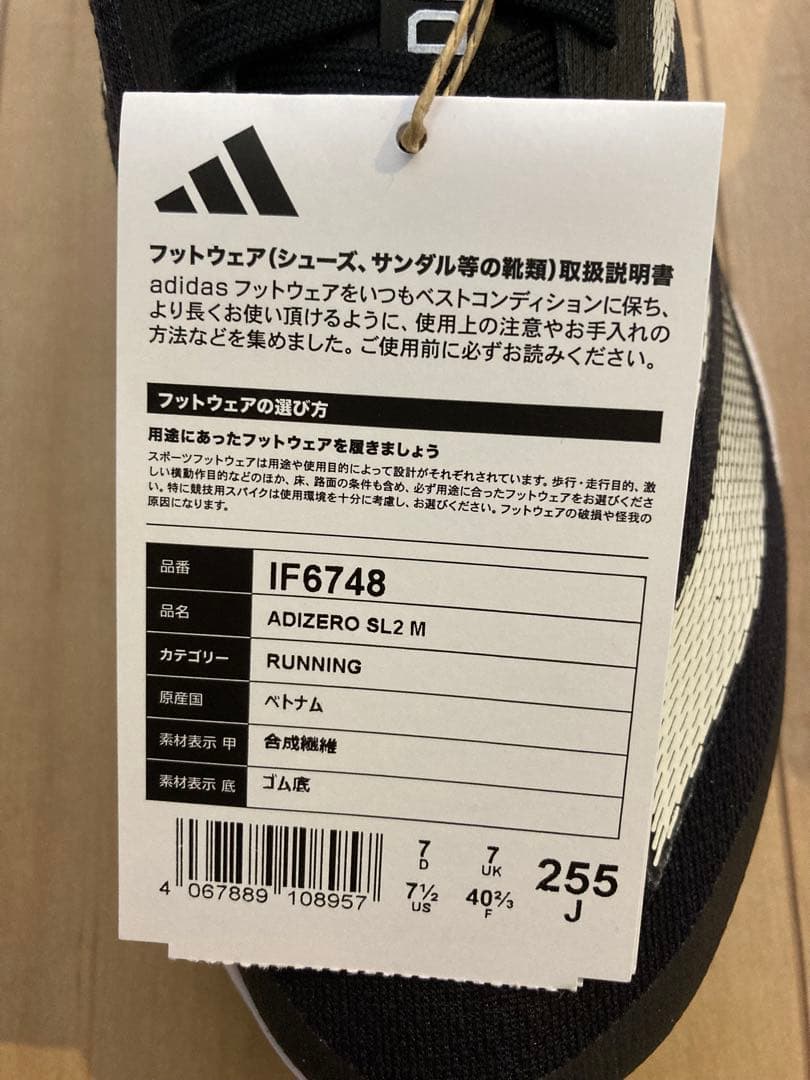 フットウェア(シューズ、サンダル等の靴類)取扱説明書
adidas フットウェアをいつもベストコンディションに保ち、
より長くお使い頂けるように、使用上の注意やお手入れの
方法などを集めました。ご使用前に必ずお読みください。
フットウェアの選び方
用途にあったフットウェアを履きましょう
スポーツフットウェアは用途や使用目的によって設計がそれぞれされています。歩行・走行目的、激
しい横動作目的などのほか、床、路面の条件も含め、必ず用途に合ったフットウェアをお選びくださ
い。特に競技用スパイクは使用環境を十分に考慮し、お選びください。フットウェアの破損や怪我の
原因になります。
品番 IF6748
品名 ADIZERO SL2 M
カテゴリー RUNNING
原産国 ベトナム
素材表示 甲 合成繊維
素材表示 底 ゴム底
7 7 255
D UK J
7½ 40⅔
US F
4 067889 108957